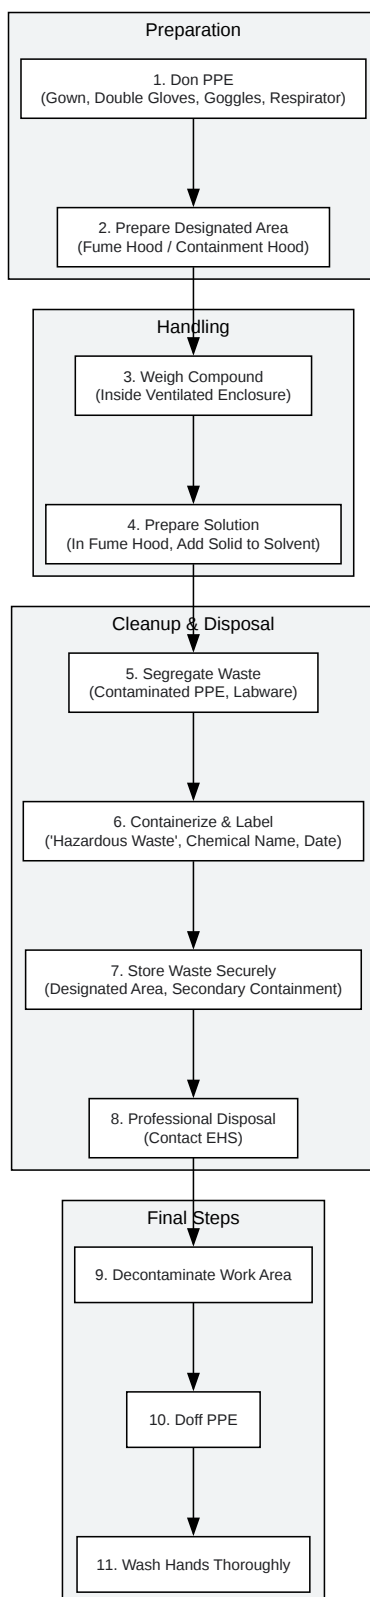 Preparation
1. Don PPE
(Gown, Double Gloves, Goggles, Respirator)
2. Prepare Designated Area
(Fume Hood / Containment Hood)
Handling
3. Weigh Compound
(Inside Ventilated Enclosure)
4. Prepare Solution
(In Fume Hood, Add Solid to Solvent)
Cleanup & Disposal
5. Segregate Waste
(Contaminated PPE, Labware)
6. Containerize & Label
('Hazardous Waste', Chemical Name, Date)
7. Store Waste Securely
(Designated Area, Secondary Containment)
8. Professional Disposal
(Contact EHS)
Final Steps
9. Decontaminate Work Area
10. Doff PPE
11. Wash Hands Thoroughly